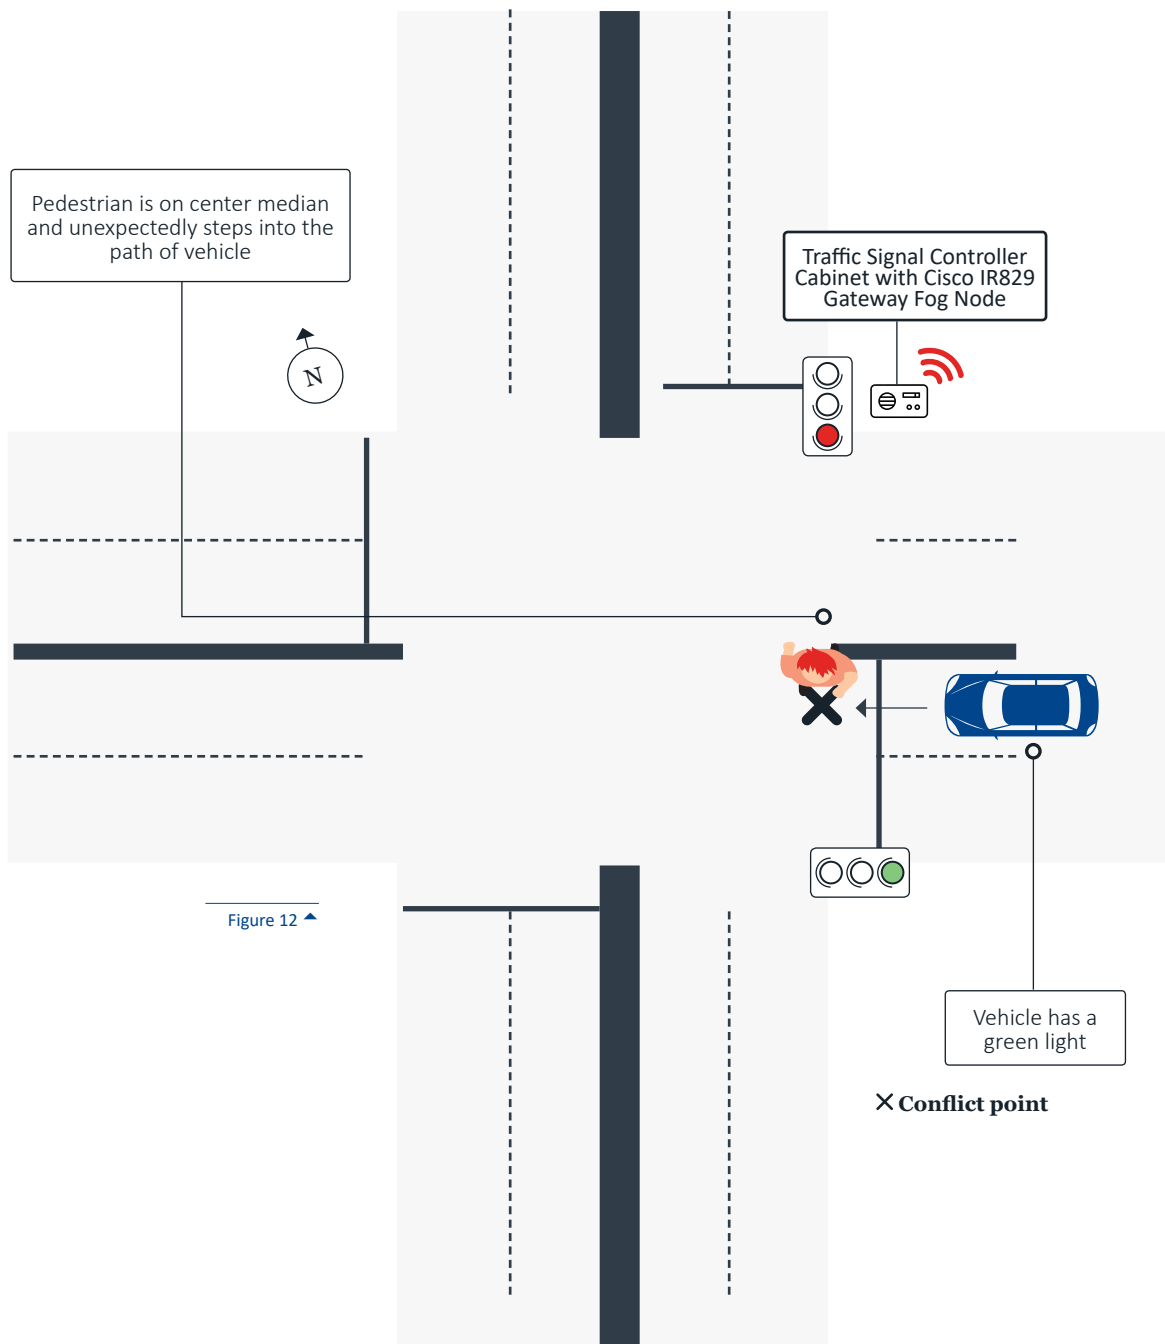 Pedestrian is on center median
and unexpectedly steps into the
path of vehicle
Traffic Signal Controller
Cabinet with Cisco IR829
Gateway Fog Node
N
Figure 12
Vehicle has a
green light
Conflict point